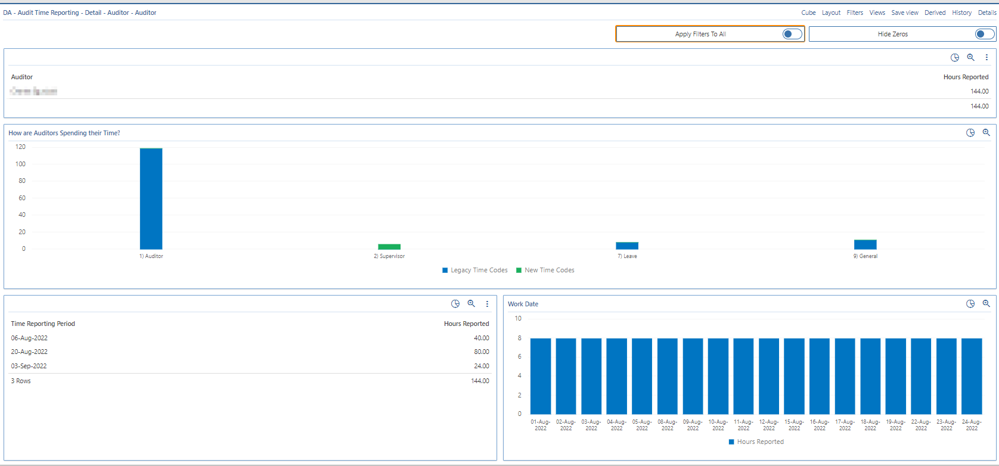 DA - Audit Time Reporting - Detail - Auditor - Auditor
Cube Layout Filters Views Save view Derived History Details
Apply Filters To All
Hide Zeros
Auditor Hours Reported
144.00
144.00
How are Auditors Spending their Time?
120
100
80
60
40
20
0
1) Auditor 2) Supervisor 7) Leave 9) General
Legacy Time Codes New Time Codes
Time Reporting Period Hours Reported
06-Aug-2022 40.00
20-Aug-2022 80.00
03-Sep-2022 24.00
3 Rows 144.00
Work Date
10
8
6
4
2
0
01-Aug- 02-Aug- 03-Aug- 04-Aug- 05-Aug- 08-Aug- 09-Aug- 10-Aug- 11-Aug- 12-Aug- 15-Aug- 16-Aug- 17-Aug- 18-Aug- 19-Aug- 22-Aug- 23-Aug- 24-Aug-
2022 2022 2022 2022 2022 2022 2022 2022 2022 2022 2022 2022 2022 2022 2022 2022 2022 2022
Hours Reported